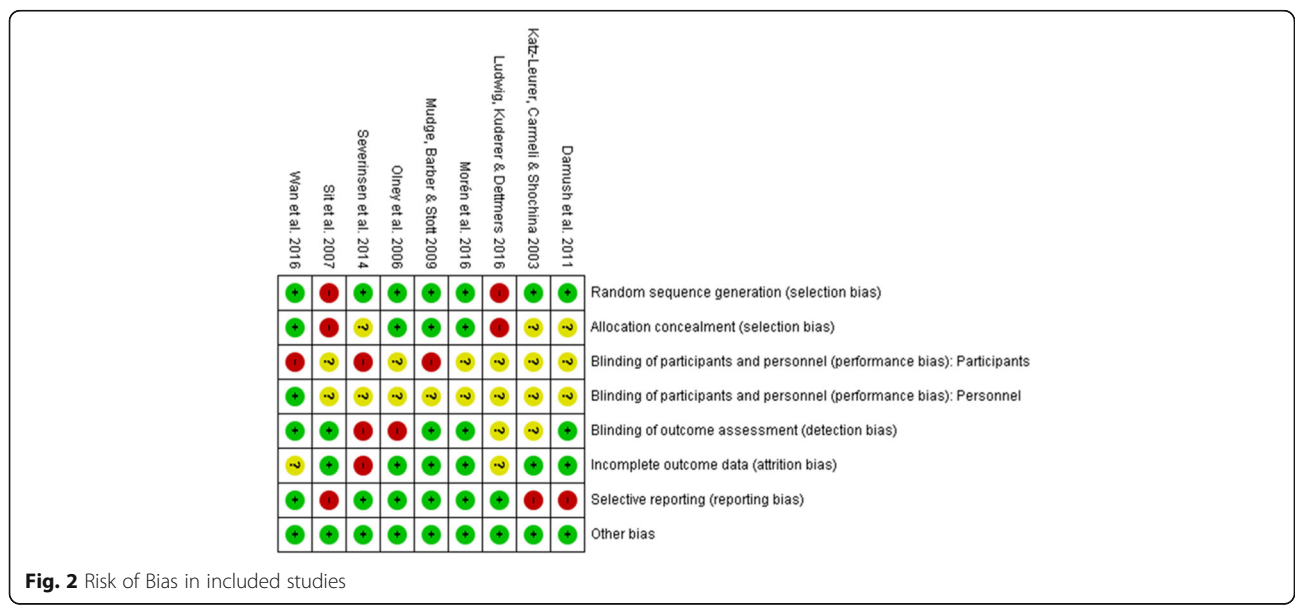 Wan et al. 2016
Sit et al. 2007
Severinsen et al. 2014
Olney et al. 2006
Mudge, Barber & Stott 2009
Morén et al. 2016
Ludwig, Kuderer & Dettmers 2016
Katz-Leurer, Carmeli & Shochina 2003
Damush et al. 2011
+ - + + + + - + + Random sequence generation (selection bias)
+ - ? + + + - ? ? Allocation concealment (selection bias)
- ? - ? - ? ? ? ? Blinding of participants and personnel (performance bias): Participants
+ ? ? ? ? ? ? ? ? Blinding of participants and personnel (performance bias): Personnel
+ + - - + + ? ? + Blinding of outcome assessment (detection bias)
? + - + + + ? + + Incomplete outcome data (attrition bias)
+ - + + + + + - - Selective reporting (reporting bias)
+ + + + + + + + + Other bias
Fig. 2 Risk of Bias in included studies